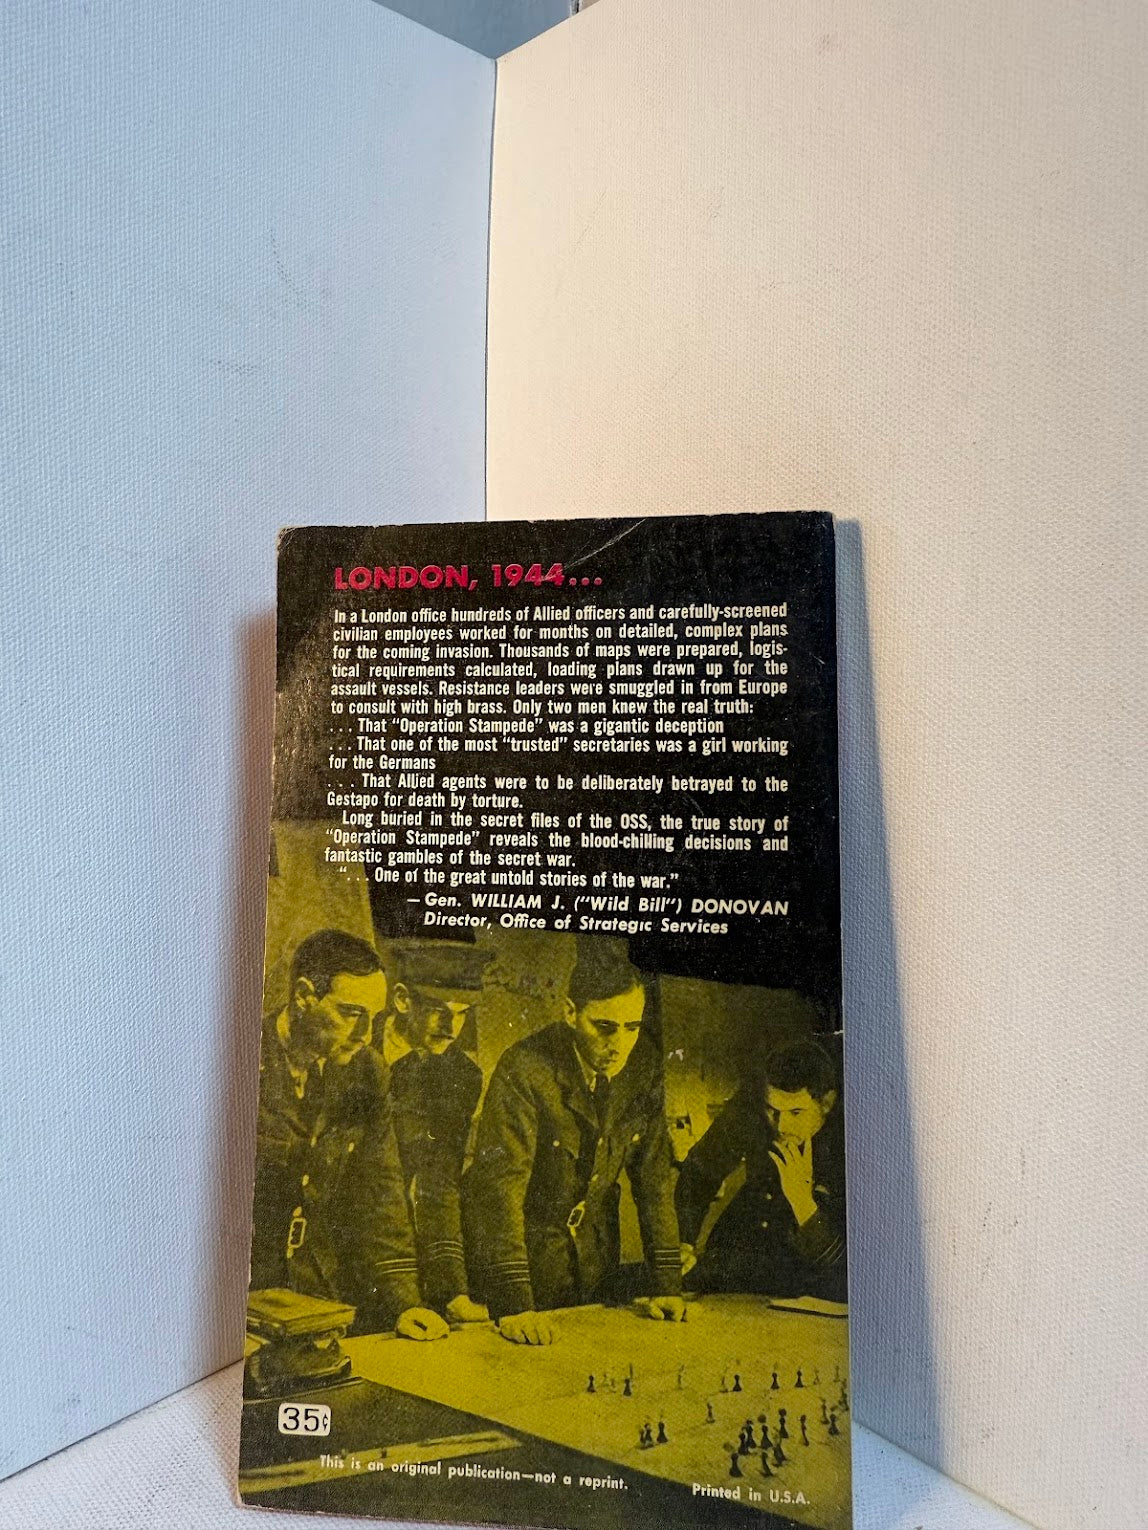 LONDON, 1944...
In a London office hundreds of Allied officers and carefully-screened
civilian employees worked for months on detailed, complex plans
for the coming invasion. Thousands of maps were prepared, logis-
tical requirements calculated, loading plans drawn up for the
assault vessels. Resistance leaders were smuggled in from Europe
to consult with high brass. Only two men knew the real truth:
. . . That "Operation Stampede" was a gigantic deception
. . . That one of the most "trusted" secretaries was a girl working
for the Germans
. . . That Allied agents were to be deliberately betrayed to the
Gestapo for death by torture.
Long buried in the secret files of the OSS, the true story of
"Operation Stampede" reveals the blood-chilling decisions and
fantastic gambles of the secret war.
". . . One of the great untold stories of the war."
— Gen. WILLIAM J. ("Wild Bill") DONOVAN
Director, Office of Strategic Services
35¢
This is an original publication—not a reprint.
Printed in U.S.A.